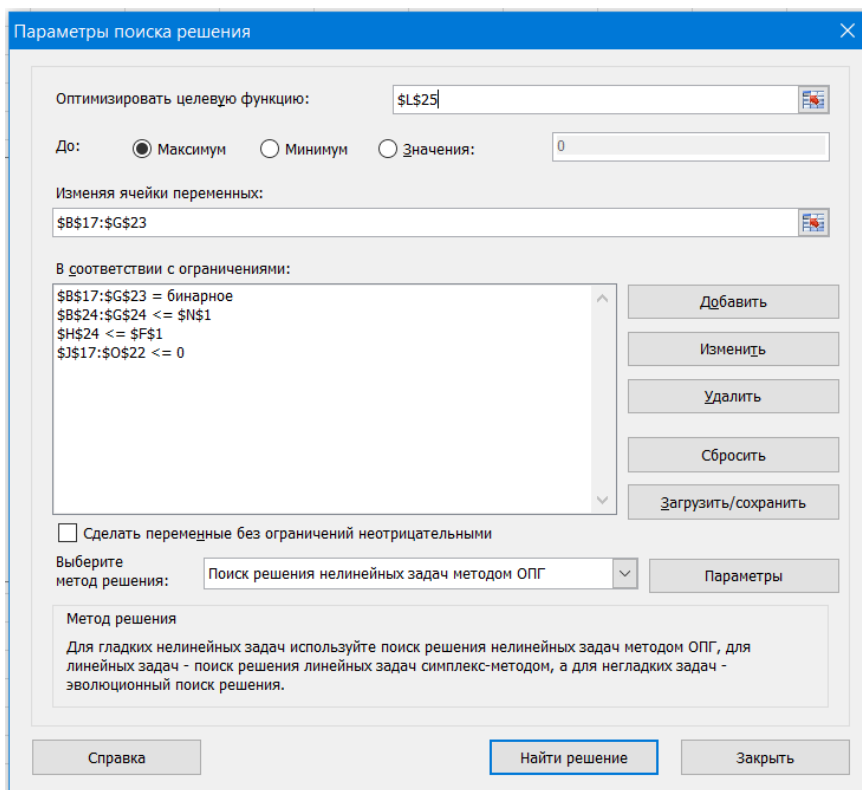 Параметры поиска решения
Оптимизировать целевую функцию: $L$25
До: Максимум Минимум Значения: 0
Изменяя ячейки переменных:
$B$17:$G$23
В соответствии с ограничениями:
$B$17:$G$23 = бинарное
$B$24:$G$24 <= $N$1
$H$24 <= $F$1
$J$17:$O$22 <= 0
Добавить
Изменить
Удалить
Сбросить
Загрузить/сохранить
Сделать переменные без ограничений неотрицательными
Выберите
метод решения:
Поиск решения нелинейных задач методом ОПГ
Параметры
Метод решения
Для гладких нелинейных задач используйте поиск решения нелинейных задач методом ОПГ, для
линейных задач - поиск решения линейных задач симплекс-методом, а для негладких задач -
эволюционный поиск решения.
Справка Найти решение Закрыть